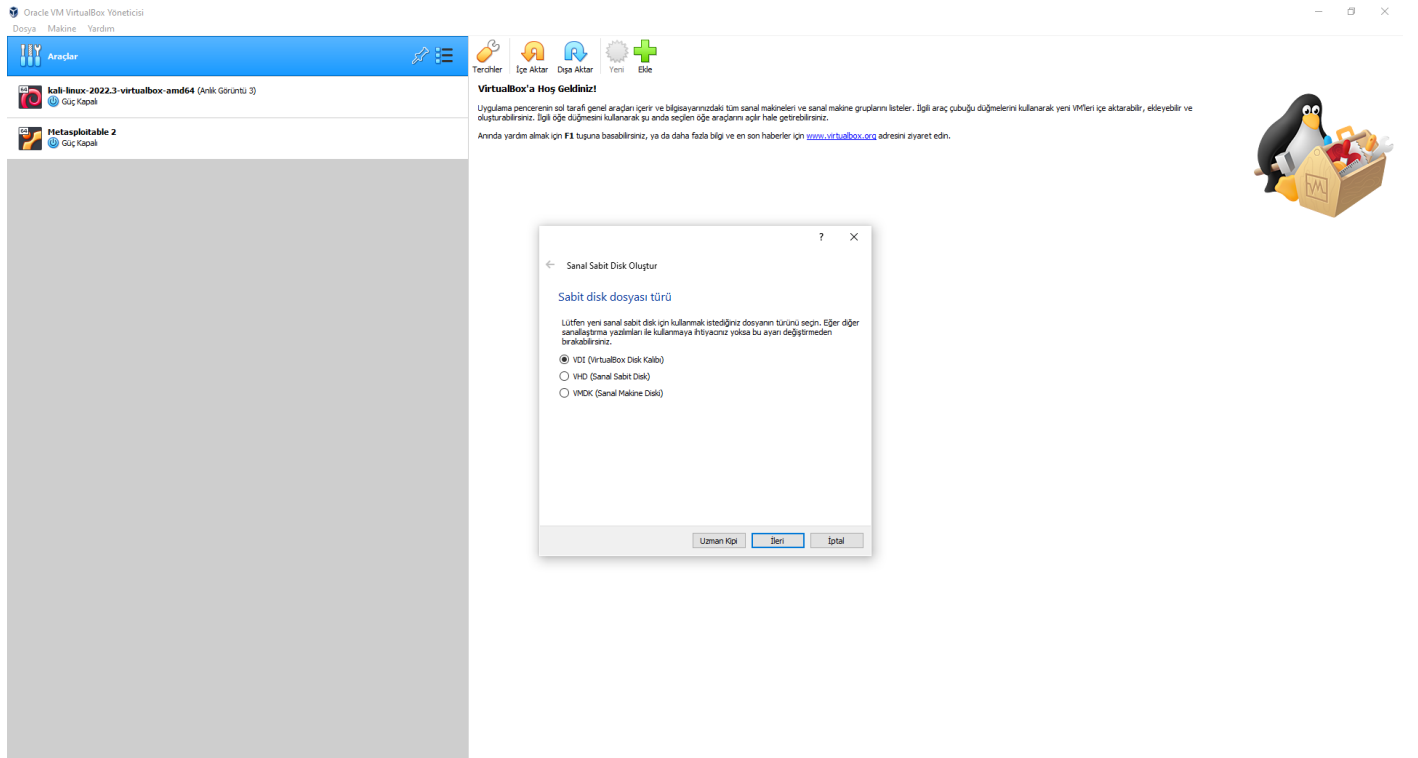 Oracle VM VirtualBox Yöneticisi
Dosya Makine Yardım
Araçlar
64
kali-linux-2022.3-virtualbox-amd64 (Anlık Görüntü 3)
Güç Kapalı
64
Metasploitable 2
Güç Kapalı
Tercihler İçe Aktar Dışa Aktar Yeni Ekle
VirtualBox'a Hoş Geldiniz!
Uygulama pencerenin sol tarafı genel araçları içerir ve bilgisayarınızdaki tüm sanal makineleri ve sanal makine gruplarını listeler. İlgili araç çubuğu düğmelerini kullanarak yeni VM'leri içe aktarabilir, ekleyebilir ve
oluşturabilirsiniz. İlgili öğe düğmesini kullanarak şu anda seçilen öğe araçlarını açılır hale getirebilirsiniz.
Anında yardım almak için F1 tuşuna basabilirsiniz, ya da daha fazla bilgi ve en son haberler için www.virtualbox.org adresini ziyaret edin.
?
Sanal Sabit Disk Oluştur
Sabit disk dosyası türü
Lütfen yeni sanal sabit disk için kullanmak istediğiniz dosyanın türünü seçin. Eğer diğer
sanallaştırma yazılımları ile kullanmaya ihtiyacınız yoksa bu ayarı değiştirmeden
bırakabilirsiniz.
VDI (VirtualBox Disk Kalıbı)
VHD (Sanal Sabit Disk)
VMDK (Sanal Makine Diski)
Uzman Kipi İleri İptal